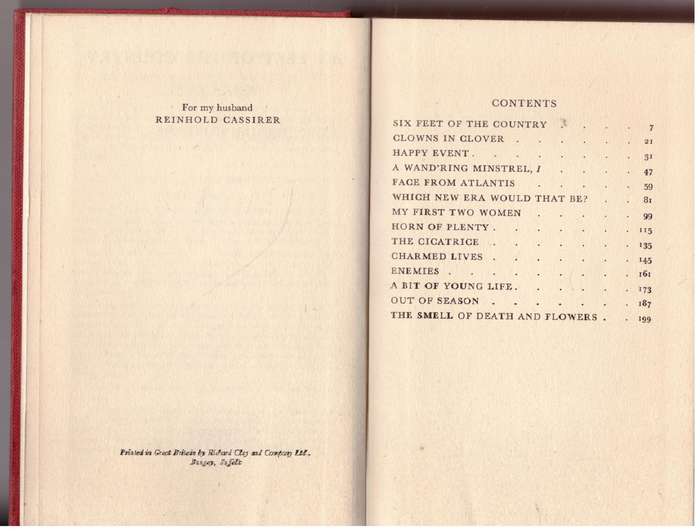 For my husband
REINHOLD CASSIRER
Printed in Great Britain by Richard Clay and Company Ltd.,
Bungay, Suffolk
CONTENTS
SIX FEET OF THE COUNTRY . . . 7
CLOWNS IN CLOVER . . . . . . 21
HAPPY EVENT . . . . . . . 31
A WAND'RING MINSTREL, I . . . . 47
FACE FROM ATLANTIS . . . . . 59
WHICH NEW ERA WOULD THAT BE? . . 81
MY FIRST TWO WOMEN . . . . . 99
HORN OF PLENTY . . . . . . . 115
THE CICATRICE . . . . . . . 135
CHARMED LIVES . . . . . . . 145
ENEMIES . . . . . . . . 161
A BIT OF YOUNG LIFE . . . . . . 173
OUT OF SEASON . . . . . . . 187
THE SMELL OF DEATH AND FLOWERS . . 199